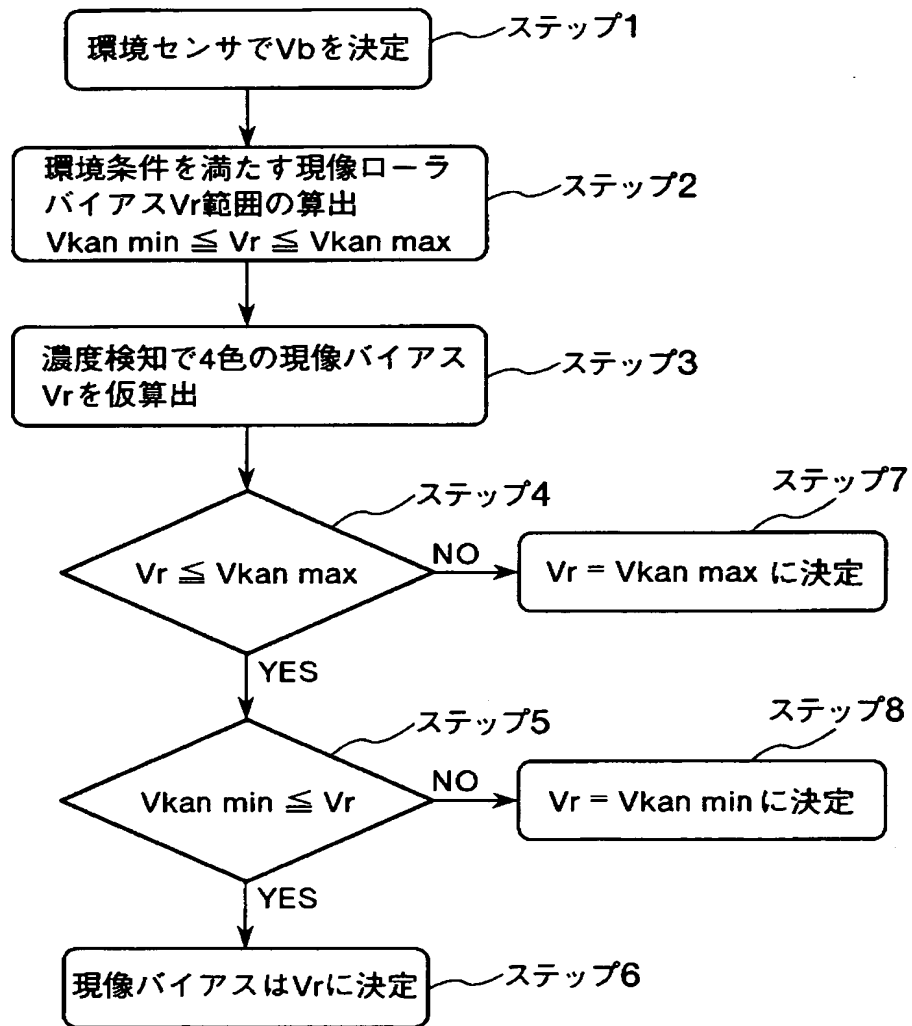 環境センサでVbを決定
ステップ1
環境条件を満たす現像ローラ
バイアスVr範囲の算出
Vkan min ≦ Vr ≦ Vkan max
ステップ2
濃度検知で4色の現像バイアス
Vrを仮算出
ステップ3
ステップ4
Vr ≦ Vkan max
NO
ステップ7
Vr = Vkan max に決定
YES
ステップ5
Vkan min ≦ Vr
NO
ステップ8
Vr = Vkan min に決定
YES
現像バイアスはVrに決定
ステップ6